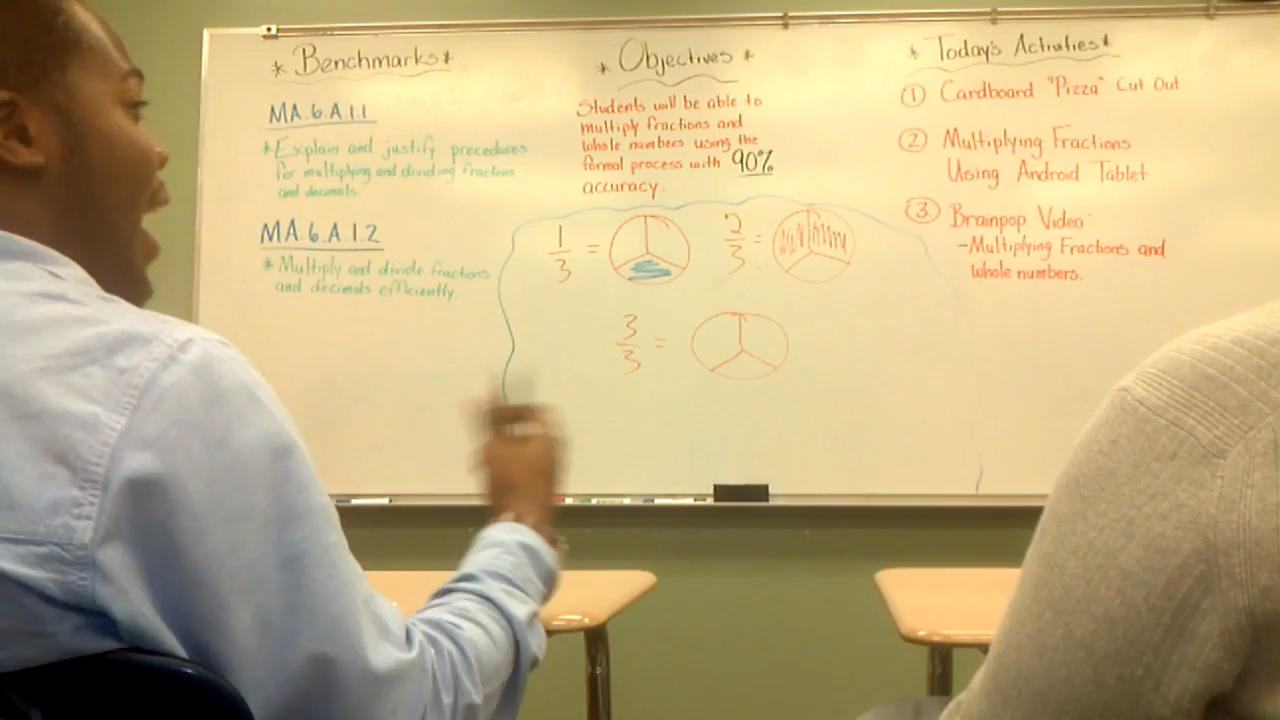 *Benchmarks*
MA.6.A.1.1
*Explain and justify procedures
for multiplying and dividing fractions
and decimals.
MA.6.A.1.2
*Multiply and divide fractions
and decimals efficiently.
*Objectives*
Students will be able to
multiply fractions and
whole numbers using the
formal process with 90%
accuracy.
1/3 =
2/3 =
3/3 =
*Today's Activities*
① Cardboard "Pizza" Cut Out
② Multiplying Fractions
Using Android Tablet
③ Brainpop Video
-Multiplying Fractions and
whole numbers.